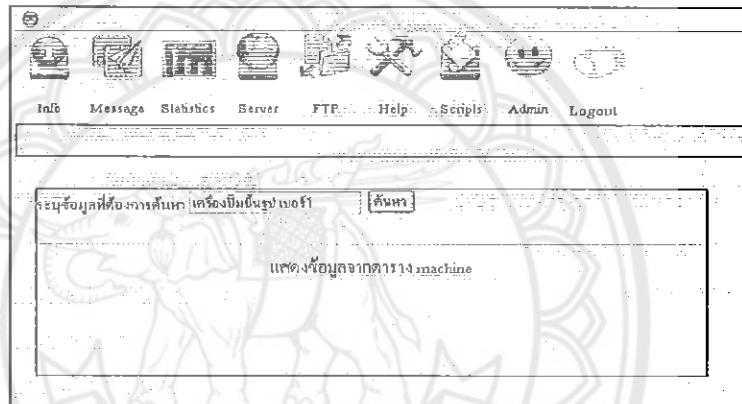 Info Message Statistics Server FTP Help Scripts Admin Logout
ระบุข้อมูลที่ต้องการค้นหา เครื่องปั๊มขึ้นรูป เบอร์1 ค้นหา
แสดงข้อมูลจากตาราง machine